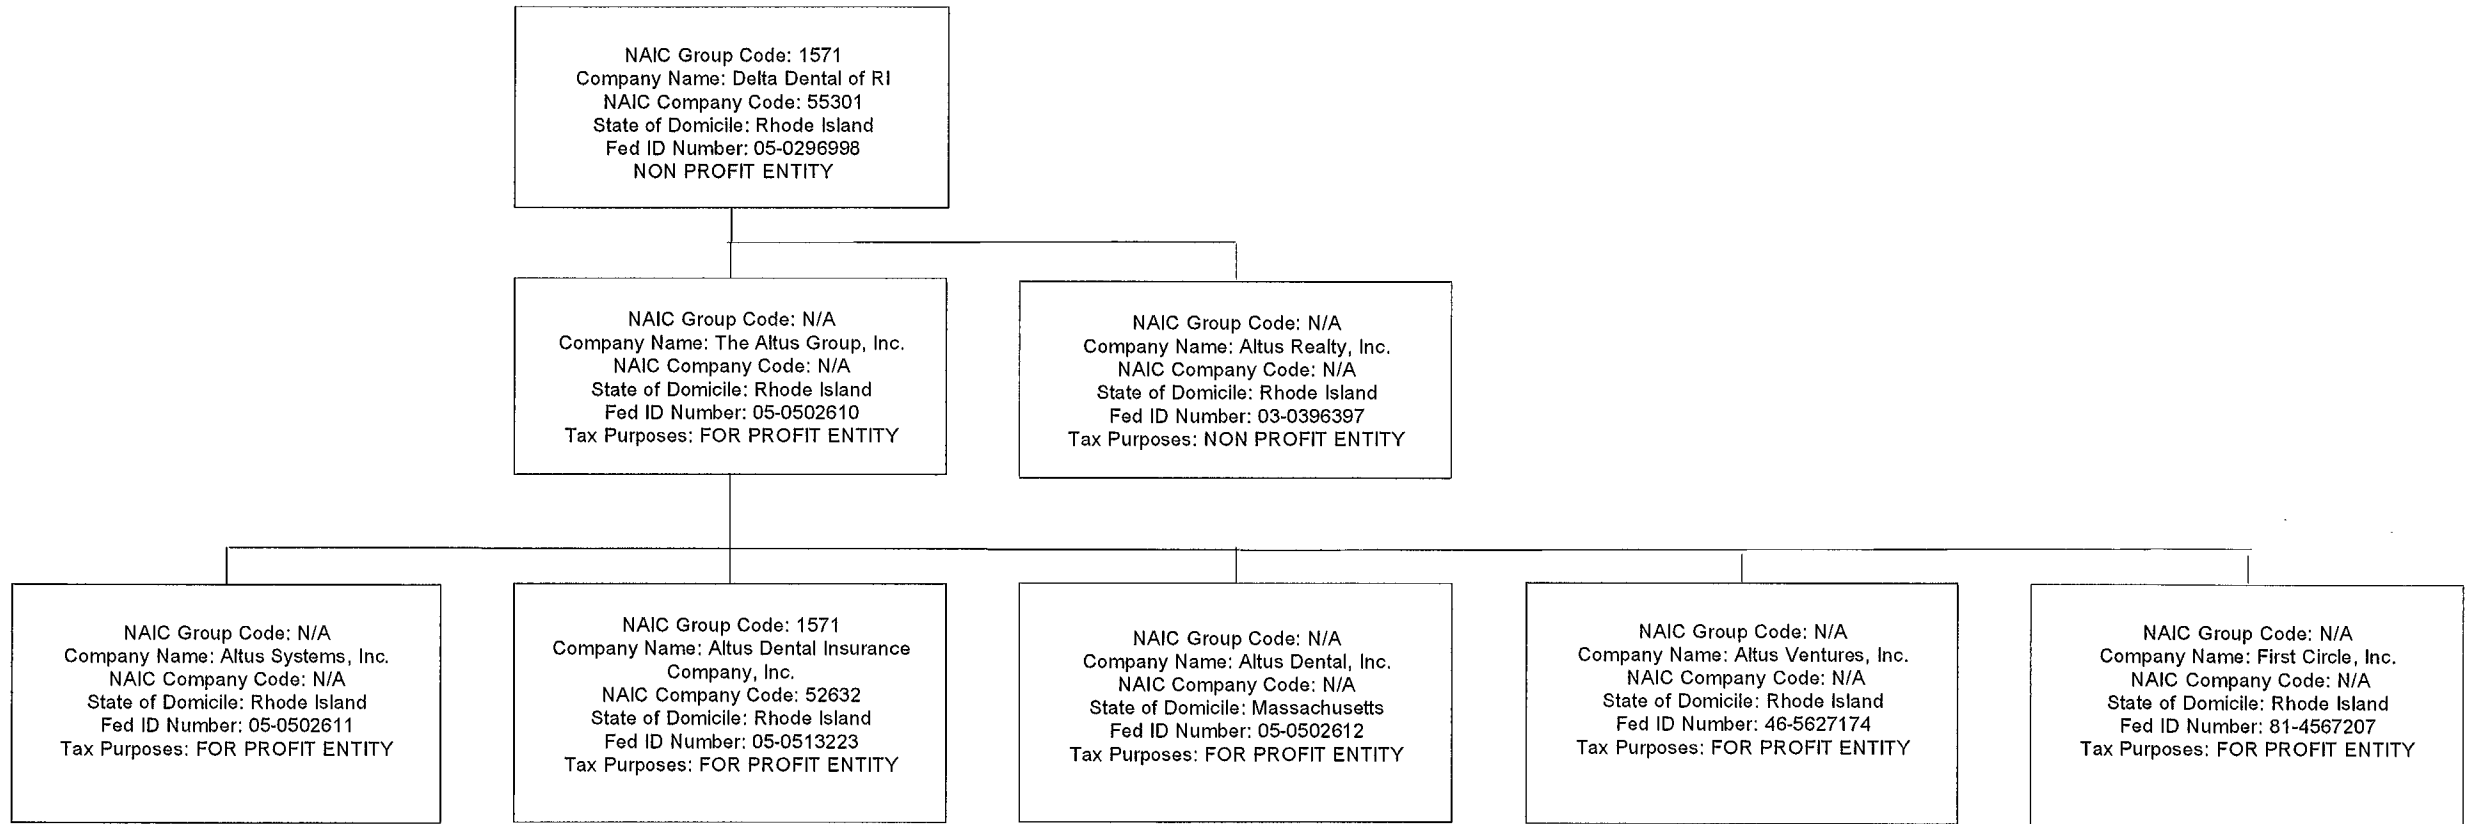 NAIC Group Code: 1571
Company Name: Delta Dental of RI
NAIC Company Code: 55301
State of Domicile: Rhode Island
Fed ID Number: 05-0296998
NON PROFIT ENTITY
NAIC Group Code: N/A
Company Name: The Altus Group, Inc.
NAIC Company Code: N/A
State of Domicile: Rhode Island
Fed ID Number: 05-0502610
Tax Purposes: FOR PROFIT ENTITY
NAIC Group Code: N/A
Company Name: Altus Realty, Inc.
NAIC Company Code: N/A
State of Domicile: Rhode Island
Fed ID Number: 03-0396397
Tax Purposes: NON PROFIT ENTITY
NAIC Group Code: N/A
Company Name: Altus Systems, Inc.
NAIC Company Code: N/A
State of Domicile: Rhode Island
Fed ID Number: 05-0502611
Tax Purposes: FOR PROFIT ENTITY
NAIC Group Code: 1571
Company Name: Altus Dental Insurance
Company, Inc.
NAIC Company Code: 52632
State of Domicile: Rhode Island
Fed ID Number: 05-0513223
Tax Purposes: FOR PROFIT ENTITY
NAIC Group Code: N/A
Company Name: Altus Dental, Inc.
NAIC Company Code: N/A
State of Domicile: Massachusetts
Fed ID Number: 05-0502612
Tax Purposes: FOR PROFIT ENTITY
NAIC Group Code: N/A
Company Name: Altus Ventures, Inc.
NAIC Company Code: N/A
State of Domicile: Rhode Island
Fed ID Number: 46-5627174
Tax Purposes: FOR PROFIT ENTITY
NAIC Group Code: N/A
Company Name: First Circle, Inc.
NAIC Company Code: N/A
State of Domicile: Rhode Island
Fed ID Number: 81-4567207
Tax Purposes: FOR PROFIT ENTITY